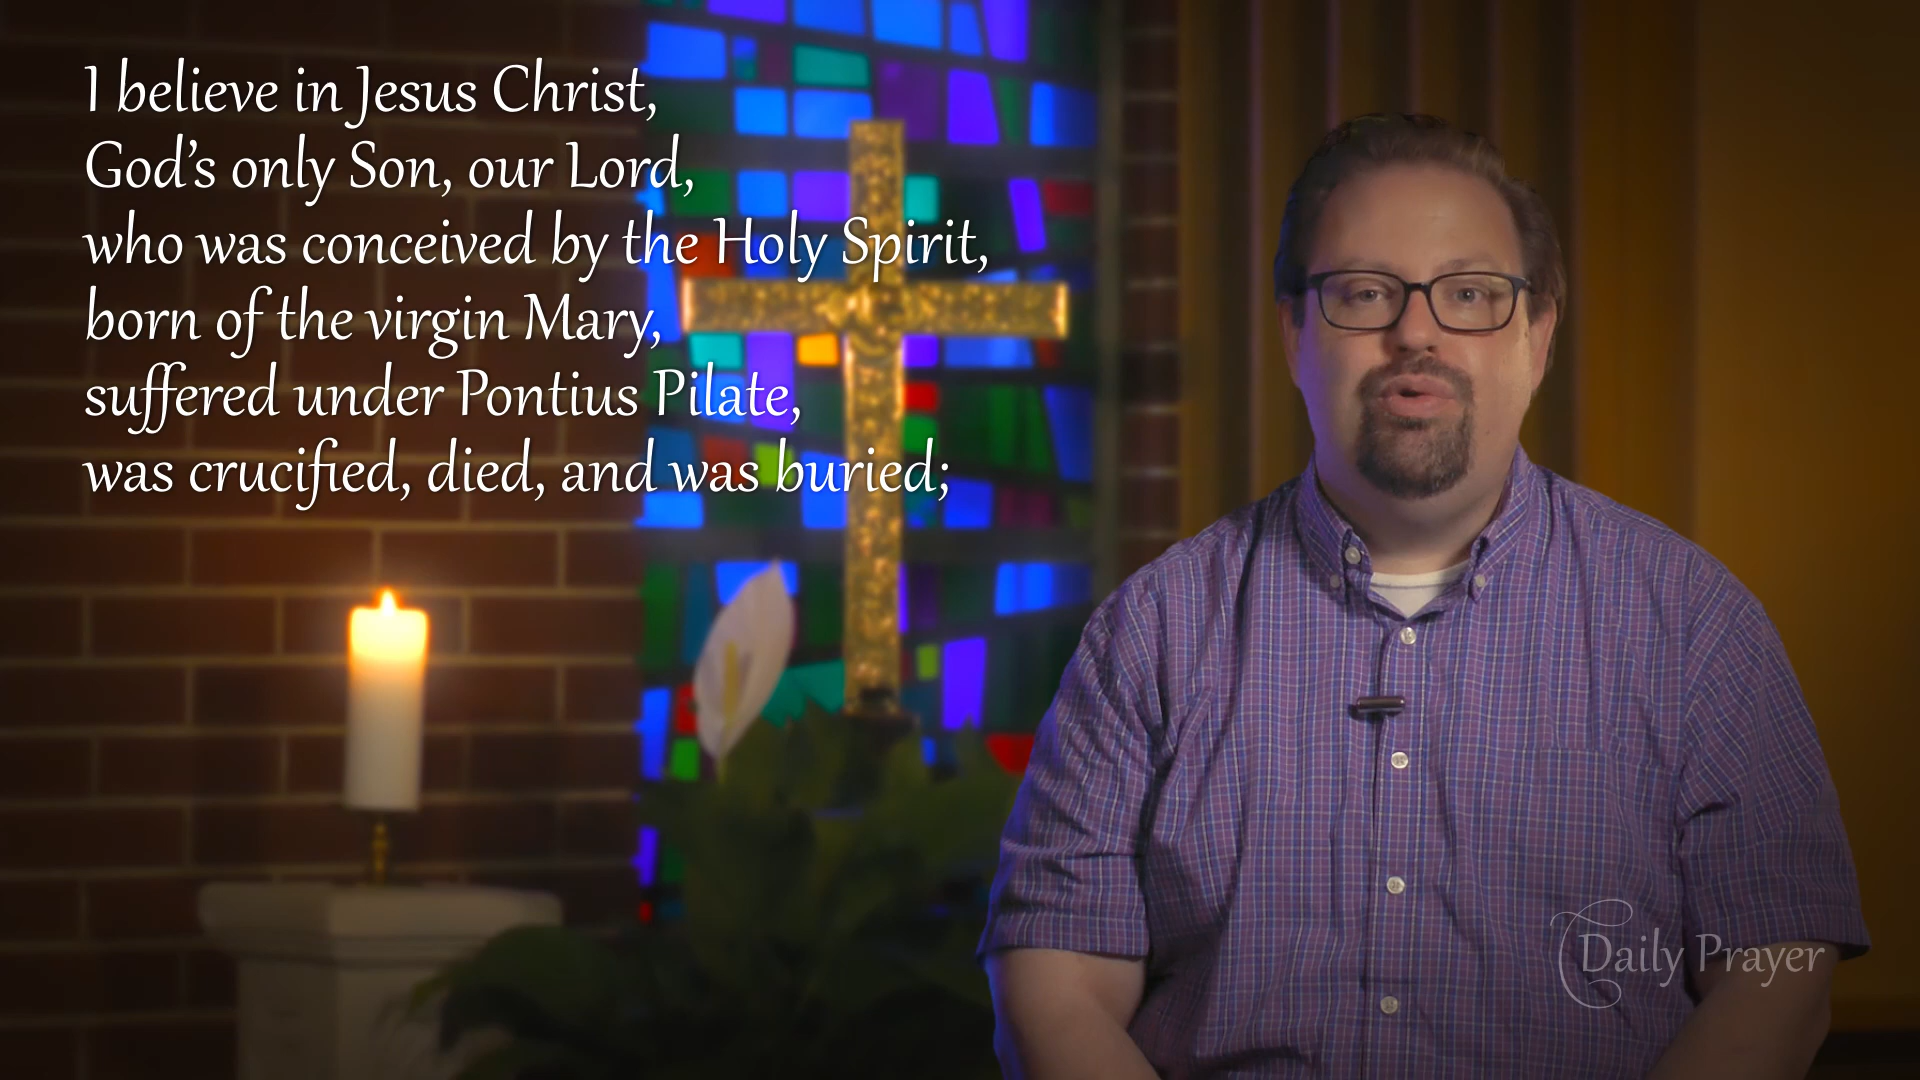 I believe in Jesus Christ,
God’s only Son, our Lord,
who was conceived by the Holy Spirit,
born of the virgin Mary,
suffered under Pontius Pilate,
was crucified, died, and was buried;
Daily Prayer